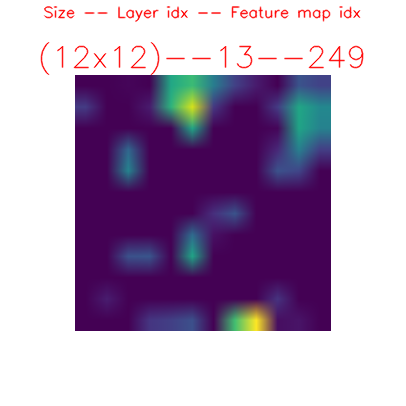 Size -- Layer idx -- Feature map idx
(12x12)--13--249